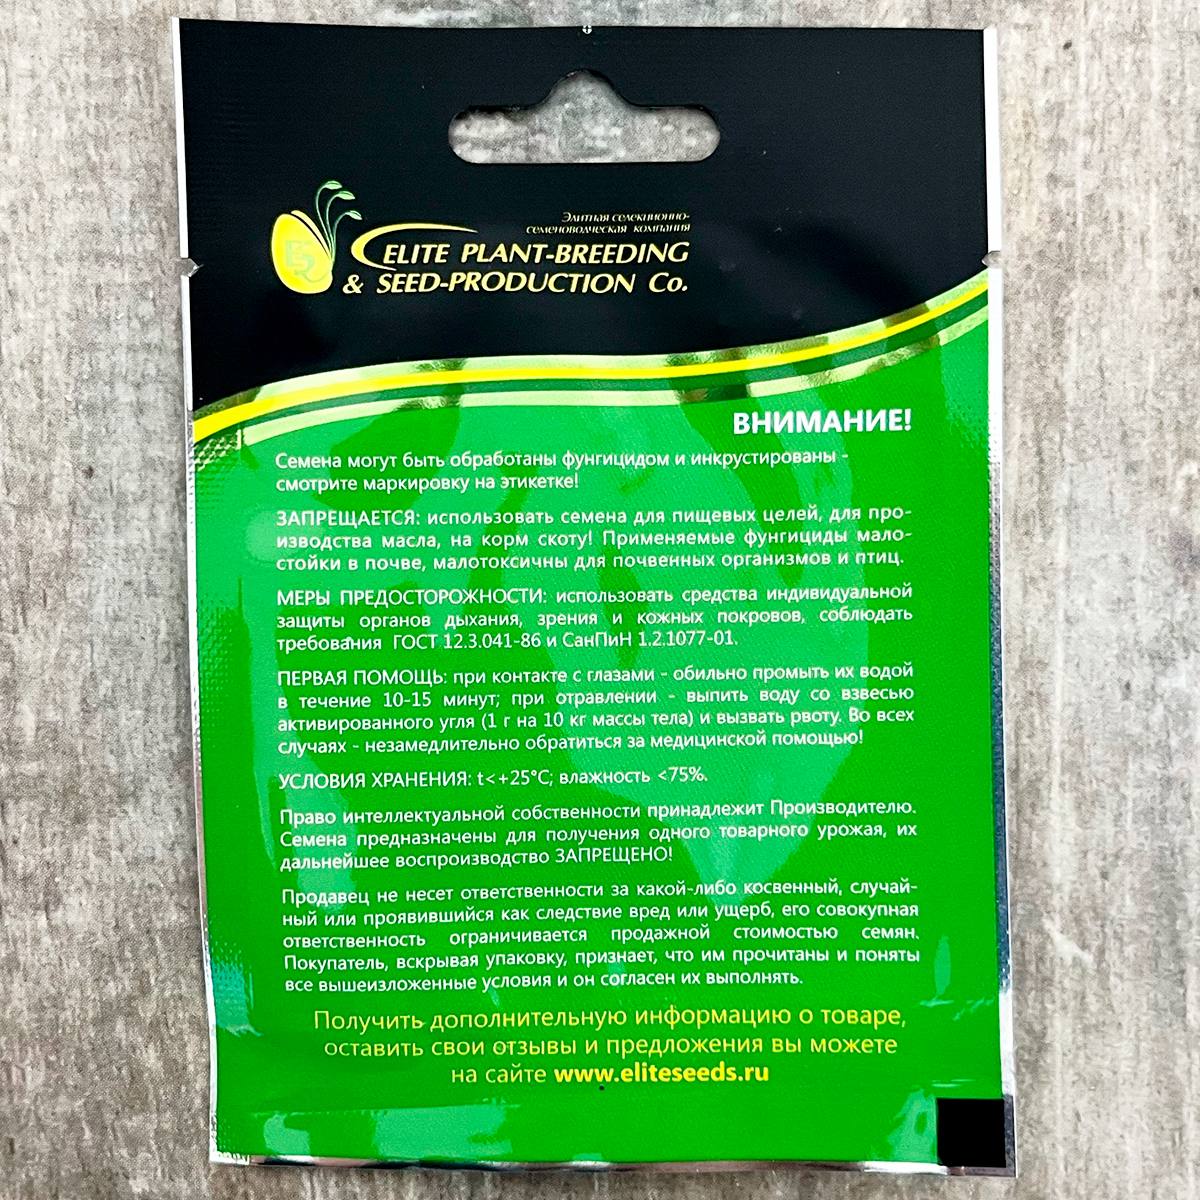 Элитная селекционно-
семеноводческая компания
ELITE PLANT-BREEDING
& SEED-PRODUCTION Co.
ВНИМАНИЕ!
Семена могут быть обработаны фунгицидом и инкрустированы -
смотрите маркировку на этикетке!
ЗАПРЕЩАЕТСЯ: использовать семена для пищевых целей, для про-
изводства масла, на корм скоту! Применяемые фунгициды мало-
стойки в почве, малотоксичны для почвенных организмов и птиц.
МЕРЫ ПРЕДОСТОРОЖНОСТИ: использовать средства индивидуальной
защиты органов дыхания, зрения и кожных покровов, соблюдать
требования ГОСТ 12.3.041-86 и СанПиН 1.2.1077-01.
ПЕРВАЯ ПОМОЩЬ: при контакте с глазами - обильно промыть их водой
в течение 10-15 минут; при отравлении - выпить воду со взвесью
активированного угля (1 г на 10 кг массы тела) и вызвать рвоту. Во всех
случаях - незамедлительно обратиться за медицинской помощью!
УСЛОВИЯ ХРАНЕНИЯ: t<+25°C; влажность <75%.
Право интеллектуальной собственности принадлежит Производителю.
Семена предназначены для получения одного товарного урожая, их
дальнейшее воспроизводство ЗАПРЕЩЕНО!
Продавец не несет ответственности за какой-либо косвенный, случай-
ный или проявившийся как следствие вред или ущерб, его совокупная
ответственность ограничивается продажной стоимостью семян.
Покупатель, вскрывая упаковку, признает, что им прочитаны и поняты
все вышеизложенные условия и он согласен их выполнять.
Получить дополнительную информацию о товаре,
оставить свои отзывы и предложения вы можете
на сайте www.eliteseeds.ru